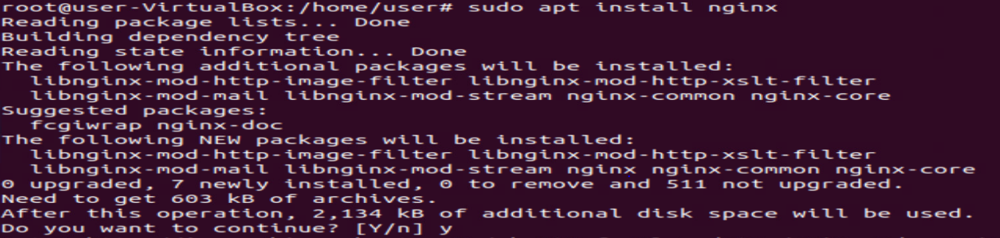 root@user-VirtualBox:/home/user# sudo apt install nginx
Reading package lists... Done
Building dependency tree
Reading state information... Done
The following additional packages will be installed:
  libnginx-mod-http-image-filter libnginx-mod-http-xslt-filter
  libnginx-mod-mail libnginx-mod-stream nginx-common nginx-core
Suggested packages:
  fcgiwrap nginx-doc
The following NEW packages will be installed:
  libnginx-mod-http-image-filter libnginx-mod-http-xslt-filter
  libnginx-mod-mail libnginx-mod-stream nginx nginx-common nginx-core
0 upgraded, 7 newly installed, 0 to remove and 511 not upgraded.
Need to get 603 kB of archives.
After this operation, 2,134 kB of additional disk space will be used.
Do you want to continue? [Y/n] y